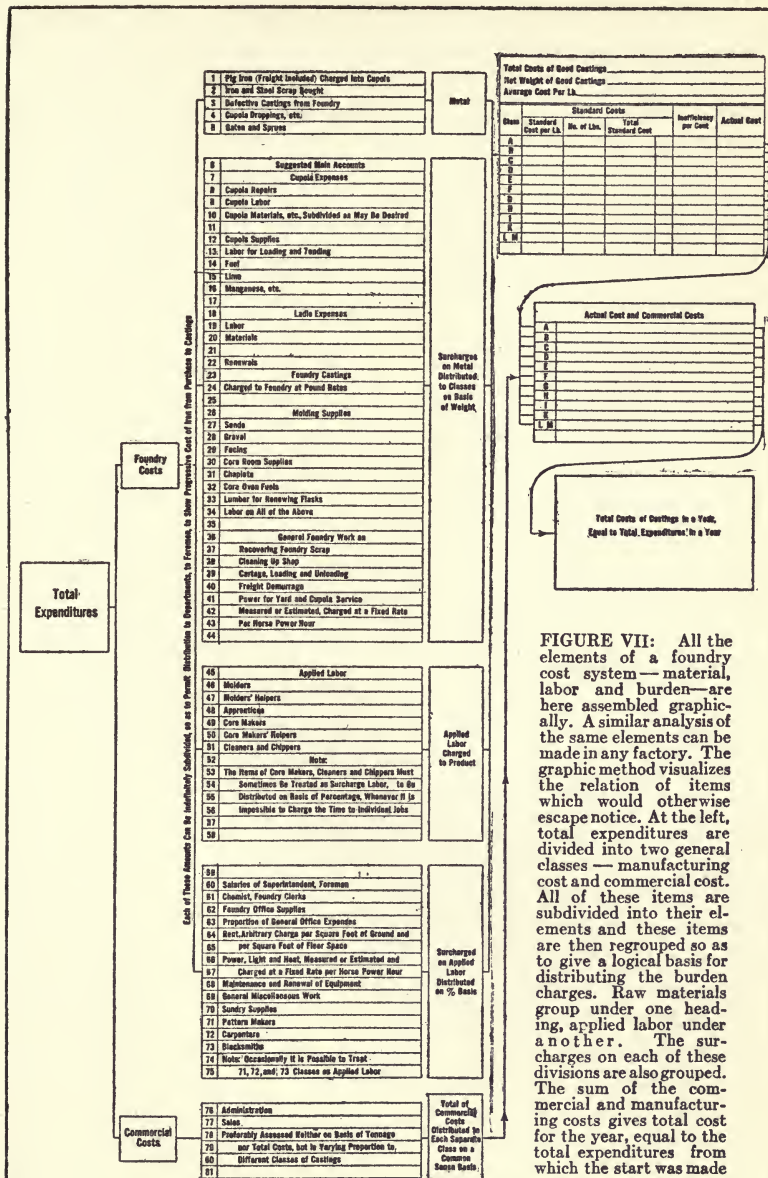 Total
Expenditures
Foundry
Costs
Commercial
Costs
Each of These Amounts Can Be Indefinitely Subdivided, so as to Permit Distribution to Departments, to Foremen, to Show Progressive Cost of Iron from Purchase to Castings
1 Pig Iron (Freight Included) Charged into Cupola
2 Iron and Steel Scrap Bought
3 Defective Castings from Foundry
4 Cupola Droppings, etc.
5 Gates and Sprues
Metal
6 Suggested Main Accounts
7 Cupola Expenses
8 Cupola Repairs
9 Cupola Labor
10 Cupola Materials, etc., Subdivided as May Be Desired
11
12 Cupola Supplies
13 Labor for Loading and Tending
14 Fuel
15 Lime
16 Manganese, etc.
17
18 Ladle Expenses
19 Labor
20 Materials
21
22 Renewals
23 Foundry Castings
24 Charged to Foundry at Pound Rates
25
26 Molding Supplies
27 Sands
28 Gravel
29 Facing
30 Core Room Supplies
31 Chaplets
32 Core Oven Fuels
33 Lumber for Renewing Flasks
34 Labor on All of the Above
35
36 General Foundry Work on
37 Recovering Foundry Scrap
38 Cleaning Up Shop
39 Cartage, Loading and Unloading
40 Freight Demurrage
41 Power for Yard and Cupola Service
42 Measured or Estimated, Charged at a Fixed Rate
43 Per Horse Power Hour
44
Surcharges
on Metal
Distributed
to Classes
on Basis
of Weight
45 Applied Labor
46 Molders
47 Molders' Helpers
48 Apprentices
49 Core Makers
50 Core Makers' Helpers
51 Cleaners and Chippers
52 Note:
53 The Items of Core Makers, Cleaners and Chippers Must
54 Sometimes Be Treated as Surcharge Labor, to Be
55 Distributed on Basis of Percentage, Whenever It is
56 Impossible to Charge the Time to Individual Jobs
57
58
Applied
Labor
Charged
to Product
59
60 Salaries of Superintendent, Foreman
61 Chemist, Foundry Clerks
62 Foundry Office Supplies
63 Proportion of General Office Expenses
64 Rent, Arbitrary Charge per Square Foot of Ground and
65 per Square Foot of Floor Space
66 Power, Light and Heat, Measured or Estimated and
67 Charged at a Fixed Rate per Horse Power Hour
68 Maintenance and Renewal of Equipment
69 General Miscellaneous Work
70 Sundry Supplies
71 Pattern Makers
72 Carpenters
73 Blacksmiths
74 Note: Occasionally it is Possible to Treat
75 71, 72, and 73 Classes as Applied Labor
Surcharged
on Applied
Labor
Distributed
on % Basis
76 Administration
77 Sales
78 Preferably Assessed Neither on Basis of Tonnage
79 nor Total Costs, but in Varying Proportion to,
80 Different Classes of Castings
81
Total of
Commercial
Costs
Distributed to
Each Separate
Class on a
Common
Sense Basis
Total Costs of Good Castings
Net Weight of Good Castings
Average Cost Per Lb.
Class
Standard Costs
Standard
Cost per Lb.
No. of Lbs.
Total
Standard Cost
Inefficiency
per Cent
Actual Cost
A
B
C
D
E
F
G
H
I
K
L M
Actual Cost and Commercial Costs
A
B
C
D
E
F
G
H
I
K
L M
Total Costs of Castings in a Year,
Equal to Total Expenditures in a Year
FIGURE VII: All the
elements of a foundry
cost system — material,
labor and burden—are
here assembled graphic-
ally. A similar analysis of
the same elements can be
made in any factory. The
graphic method visualizes
the relation of items
which would otherwise
escape notice. At the left,
total expenditures are
divided into two general
classes — manufacturing
cost and commercial cost.
All of these items are
subdivided into their el-
ements and these items
are then regrouped so as
to give a logical basis for
distributing the burden
charges. Raw materials
group under one head-
ing, applied labor under
another. The sur-
charges on each of these
divisions are also grouped.
The sum of the com-
mercial and manufactur-
ing costs gives total cost
for the year, equal to the
total expenditures from
which the start was made